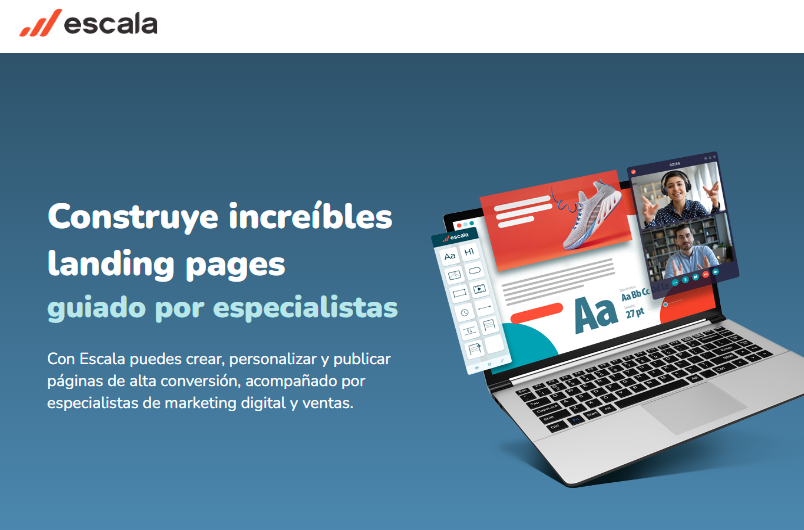 escala
Construye increíbles
landing pages
guiado por especialistas
Con Escala puedes crear, personalizar y publicar
páginas de alta conversión, acompañado por
especialistas de marketing digital y ventas.
escala
Aa
H1
Aa
Aa Bb Cc
27 pt